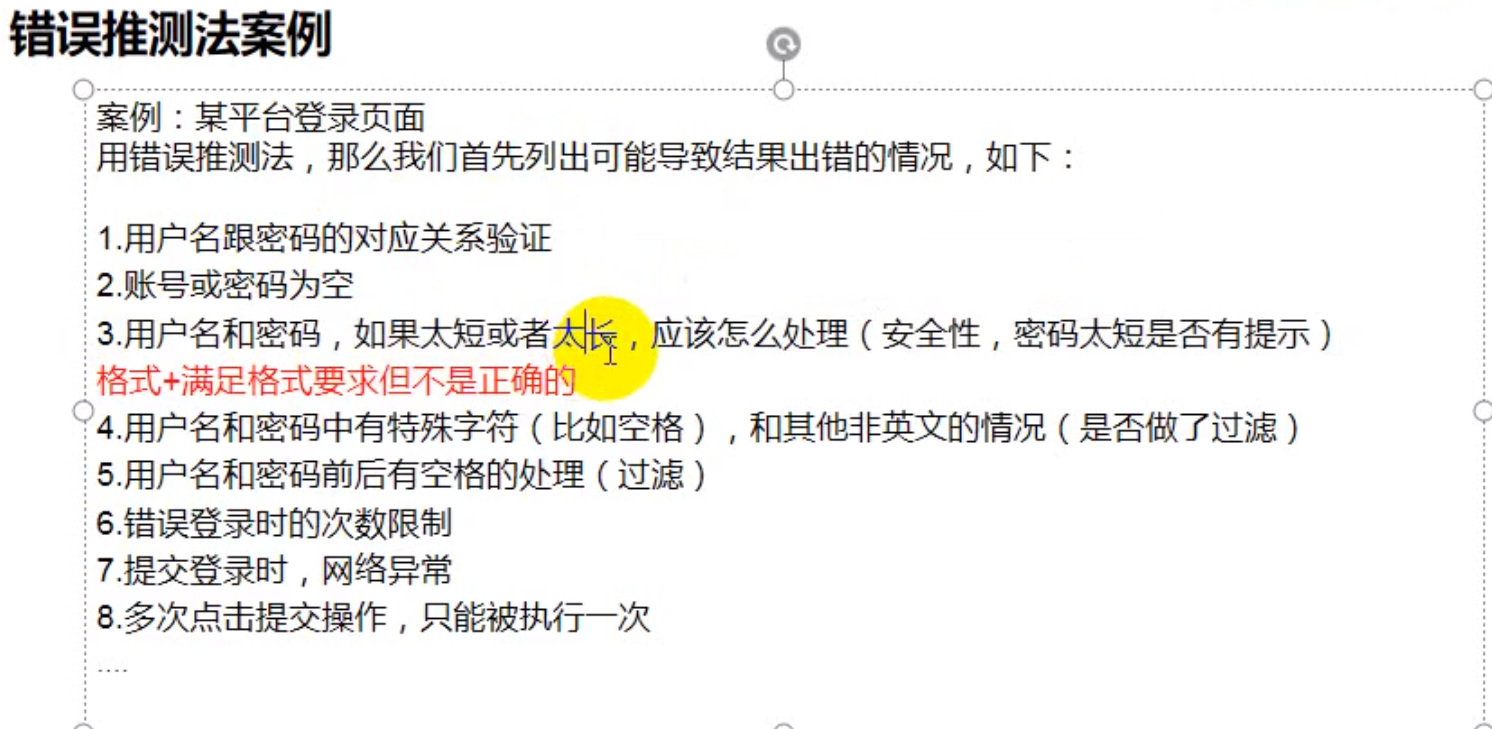 错误推测法案例
案例：某平台登录页面
用错误推测法，那么我们首先列出可能导致结果出错的情况，如下：
1.用户名跟密码的对应关系验证
2.账号或密码为空
3.用户名和密码，如果太短或者太长，应该怎么处理（安全性，密码太短是否有提示）
格式+满足格式要求但不是正确的
4.用户名和密码中有特殊字符（比如空格），和其他非英文的情况（是否做了过滤）
5.用户名和密码前后有空格的处理（过滤）
6.错误登录时的次数限制
7.提交登录时，网络异常
8.多次点击提交操作，只能被执行一次
....